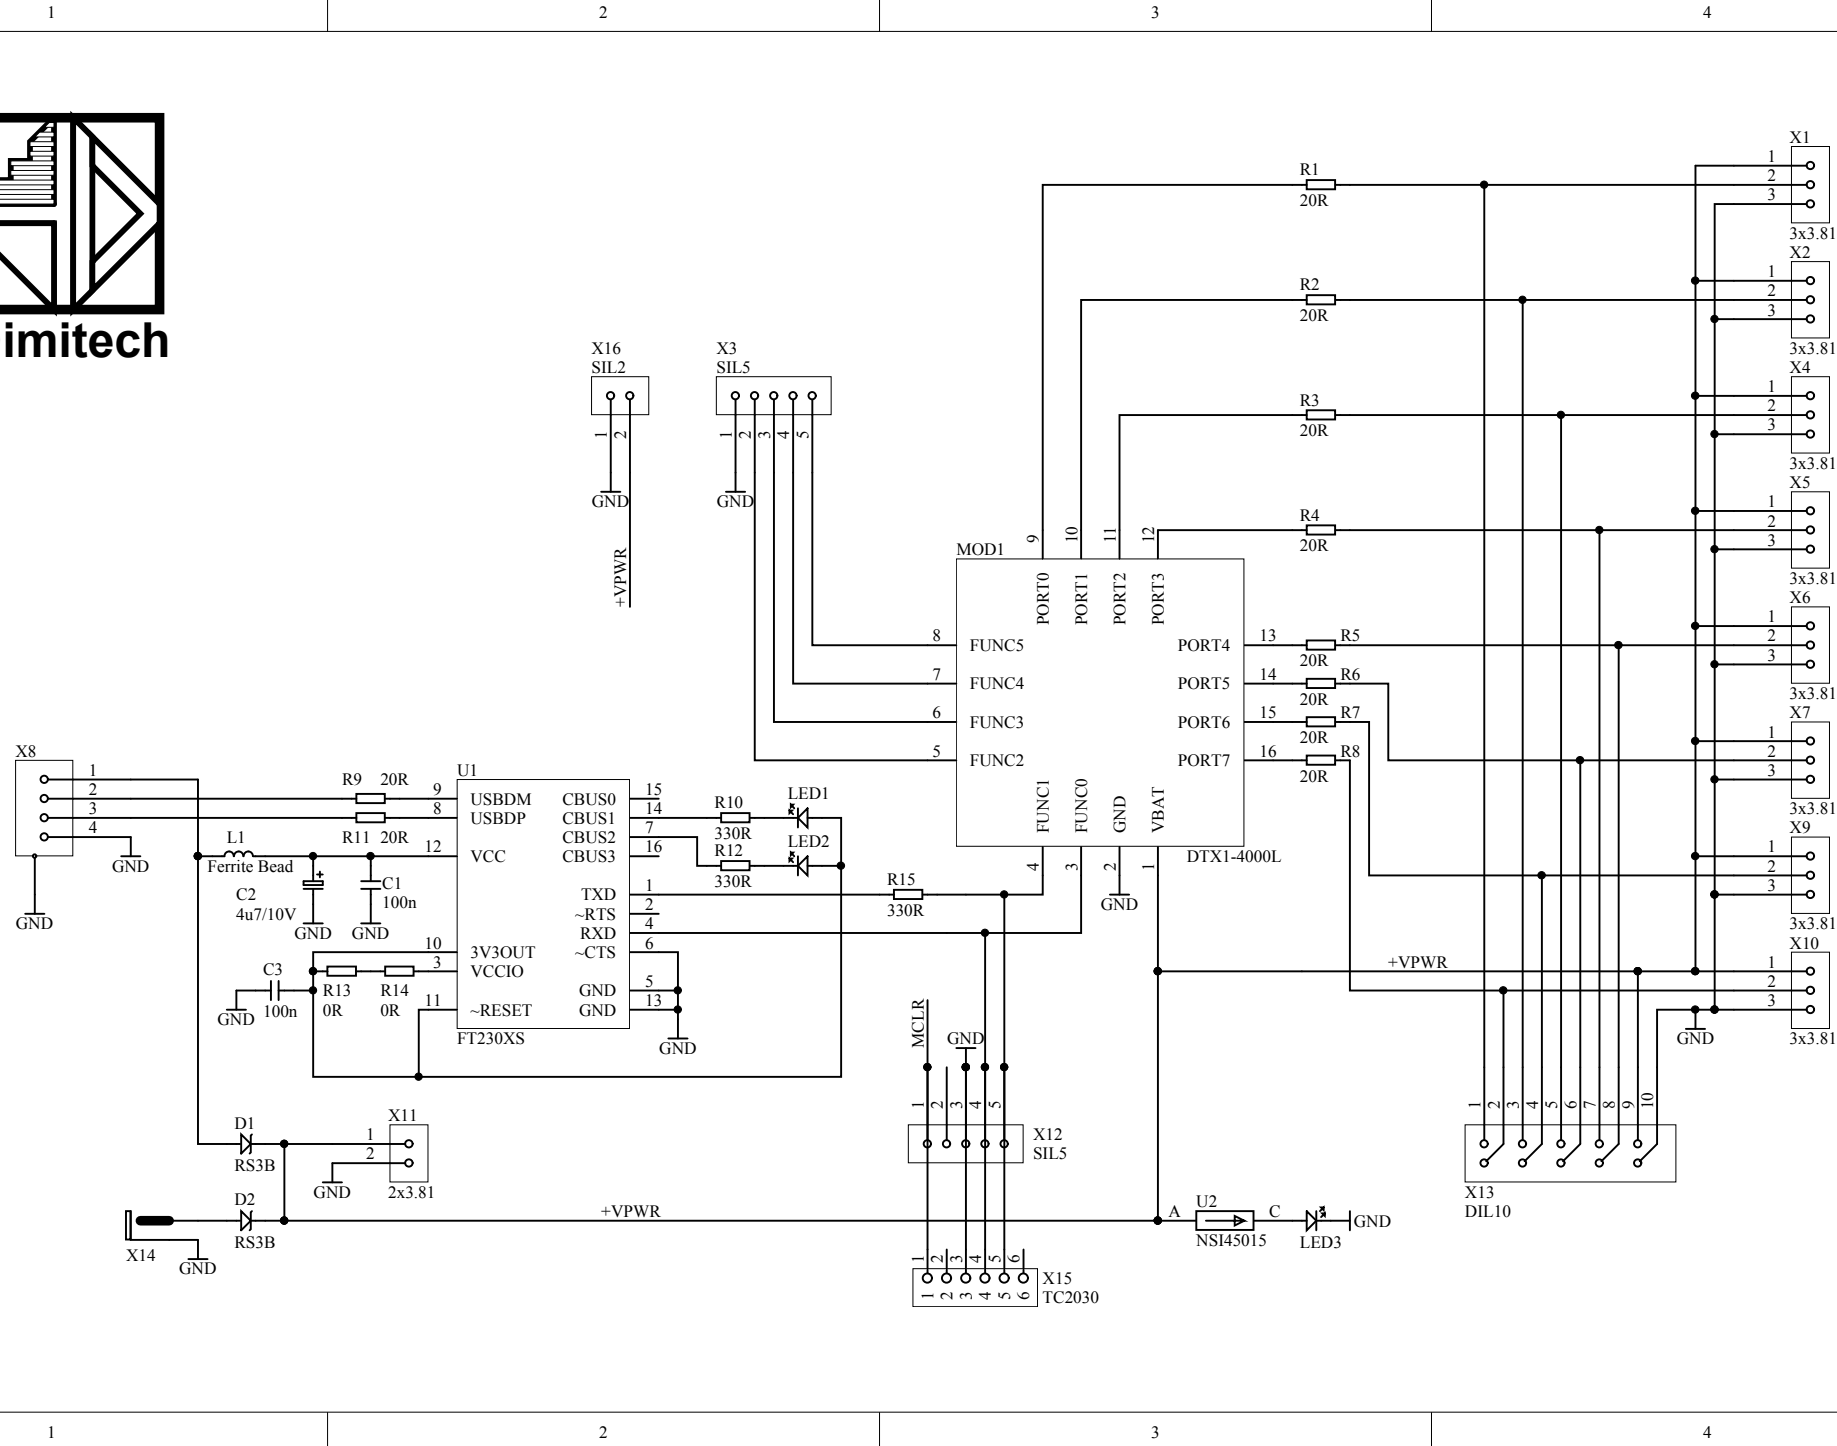 1 2 3 4
imitech
X16
SIL2
1 2
GND
+VPWR
X3
SIL5
1 2 3 4 5
GND
R1
20R
R2
20R
R3
20R
R4
20R
MOD1
9 10 11 12
PORT0 PORT1 PORT2 PORT3
8 FUNC5
7 FUNC4
6 FUNC3
5 FUNC2
PORT4 13 R5
20R
PORT5 14 R6
20R
PORT6 15 R7
20R
PORT7 16 R8
20R
FUNC1 FUNC0 GND VBAT
4 3 2 1
DTX1-4000L
GND
X1
1
2
3
3x3.81
X2
1
2
3
3x3.81
X4
1
2
3
3x3.81
X5
1
2
3
3x3.81
X6
1
2
3
3x3.81
X7
1
2
3
3x3.81
X9
1
2
3
3x3.81
X10
1
2
3
3x3.81
+VPWR
GND
X8
1
2
3
4
GND
GND
R9 20R
R11 20R
L1
Ferrite Bead
C2
4u7/10V
+
GND
C1
100n
GND
C3
100n
GND
R13
0R
R14
0R
U1
9 USBDM
8 USBDP
12 VCC
10 3V3OUT
3 VCCIO
11 ~RESET
CBUS0 15
CBUS1 14
CBUS2 7
CBUS3 16
TXD 1
~RTS 2
RXD 4
~CTS 6
GND 5
GND 13
FT230XS
GND
R10
330R
LED1
R12
330R
LED2
R15
330R
MCLR
GND
1 2 3 4 5
X12
SIL5
1 2 3 4 5 6
1 2 3 4 5 6
X15
TC2030
D1
RS3B
D2
RS3B
X11
1
2
2x3.81
GND
X14
GND
+VPWR
A U2 C
NSI45015
LED3
GND
1 2 3 4 5 6 7 8 9 10
X13
DIL10
1 2 3 4